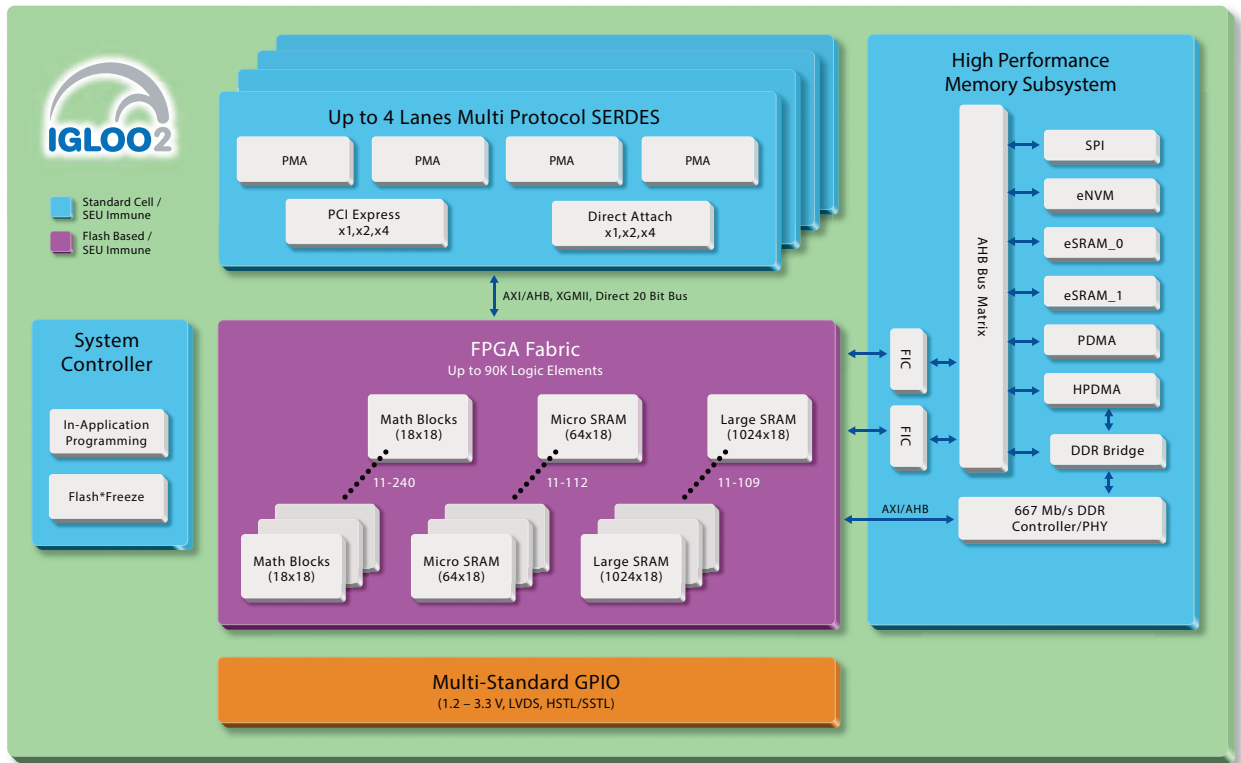 IGLOO2
Standard Cell /
SEU Immune
Flash Based /
SEU Immune
Up to 4 Lanes Multi Protocol SERDES
PMA
PMA
PMA
PMA
PCI Express
x1,x2,x4
Direct Attach
x1,x2,x4
AXI/AHB, XGMII, Direct 20 Bit Bus
System
Controller
In-Application
Programming
Flash*Freeze
FPGA Fabric
Up to 90K Logic Elements
Math Blocks
(18x18)
Micro SRAM
(64x18)
Large SRAM
(1024x18)
11-240
11-112
11-109
Math Blocks
(18x18)
Micro SRAM
(64x18)
Large SRAM
(1024x18)
Multi-Standard GPIO
(1.2 – 3.3 V, LVDS, HSTL/SSTL)
High Performance
Memory Subsystem
AHB Bus Matrix
SPI
eNVM
eSRAM_0
eSRAM_1
PDMA
HPDMA
DDR Bridge
FIC
FIC
AXI/AHB
667 Mb/s DDR
Controller/PHY